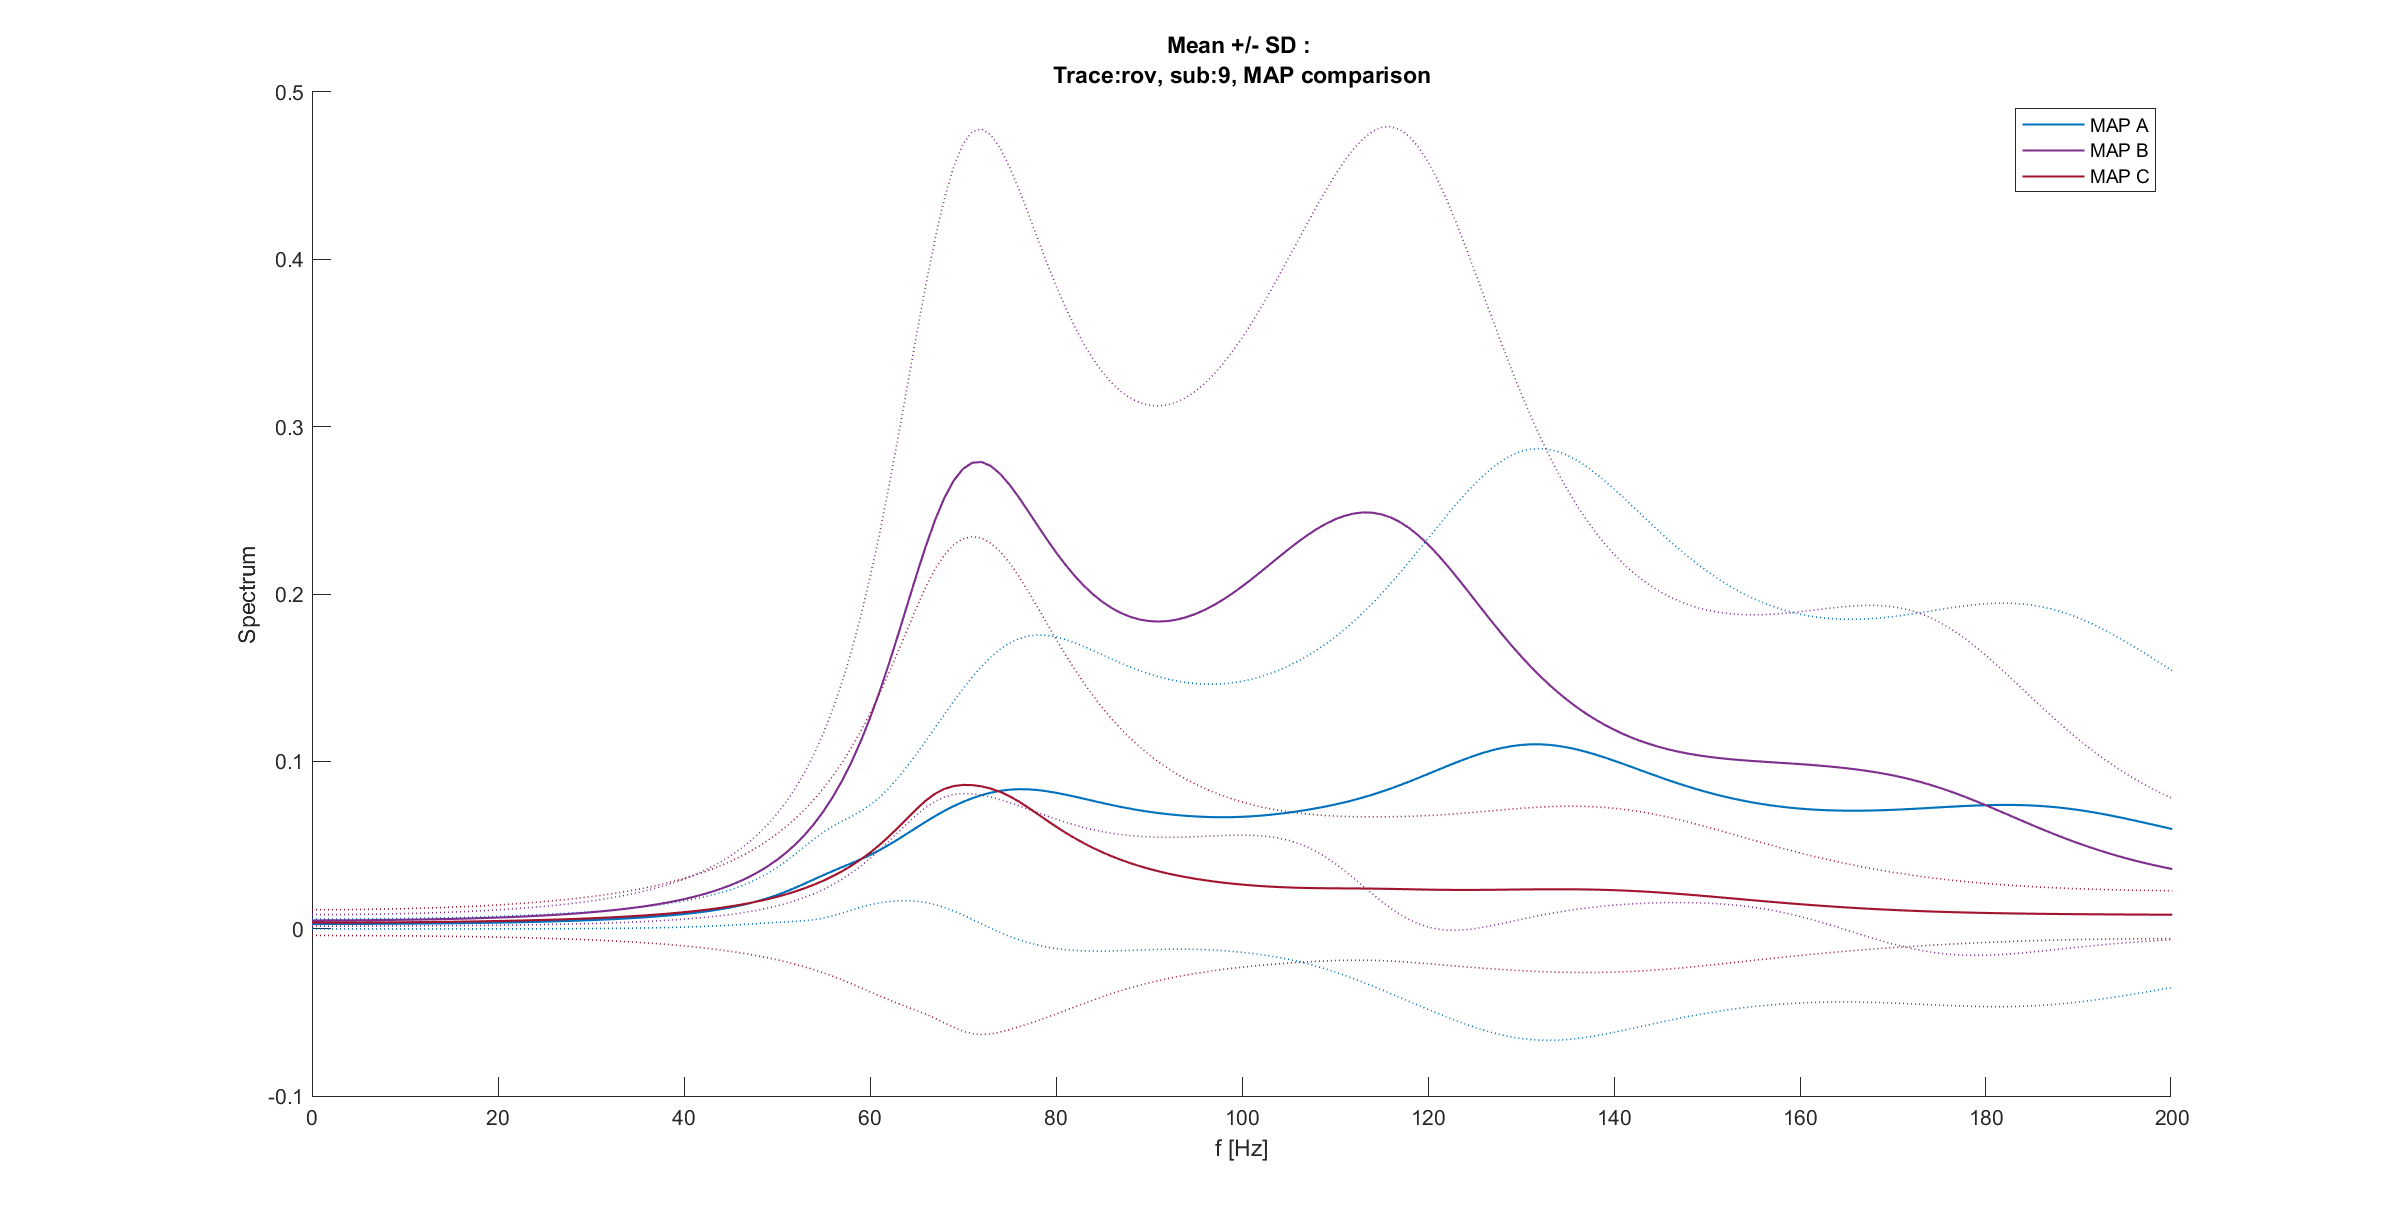 Mean +/- SD :
Trace:rov, sub:9, MAP comparison
MAP A
MAP B
MAP C
Spectrum
0.5
0.4
0.3
0.2
0.1
0
-0.1
0 20 40 60 80 100 120 140 160 180 200
f [Hz]